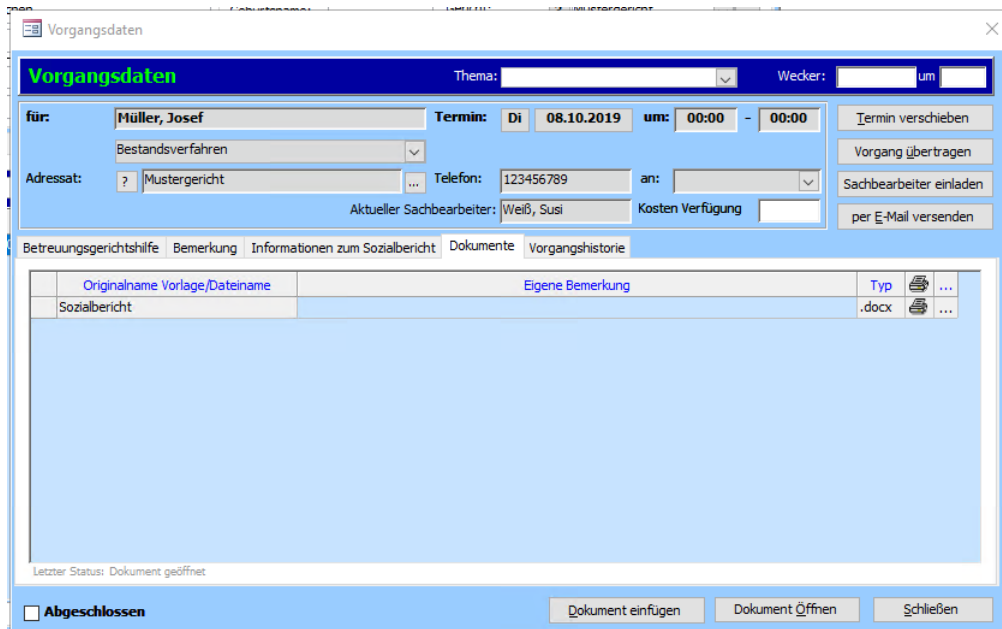 Geburtsname:
Mustergericht
Vorgangsdaten
Vorgangsdaten Thema: Wecker: um
für: Müller, Josef Termin: Di 08.10.2019 um: 00:00 - 00:00 Termin verschieben
Bestandsverfahren Vorgang übertragen
Adressat: ? Mustergericht ... Telefon: 123456789 an: Sachbearbeiter einladen
Aktueller Sachbearbeiter: Weiß, Susi Kosten Verfügung per E-Mail versenden
Betreuungsgerichtshilfe Bemerkung Informationen zum Sozialbericht Dokumente Vorgangshistorie
Originalname Vorlage/Dateiname Eigene Bemerkung Typ ...
Sozialbericht .docx ...
Letzter Status: Dokument geöffnet
Abgeschlossen Dokument einfügen Dokument Öffnen Schließen